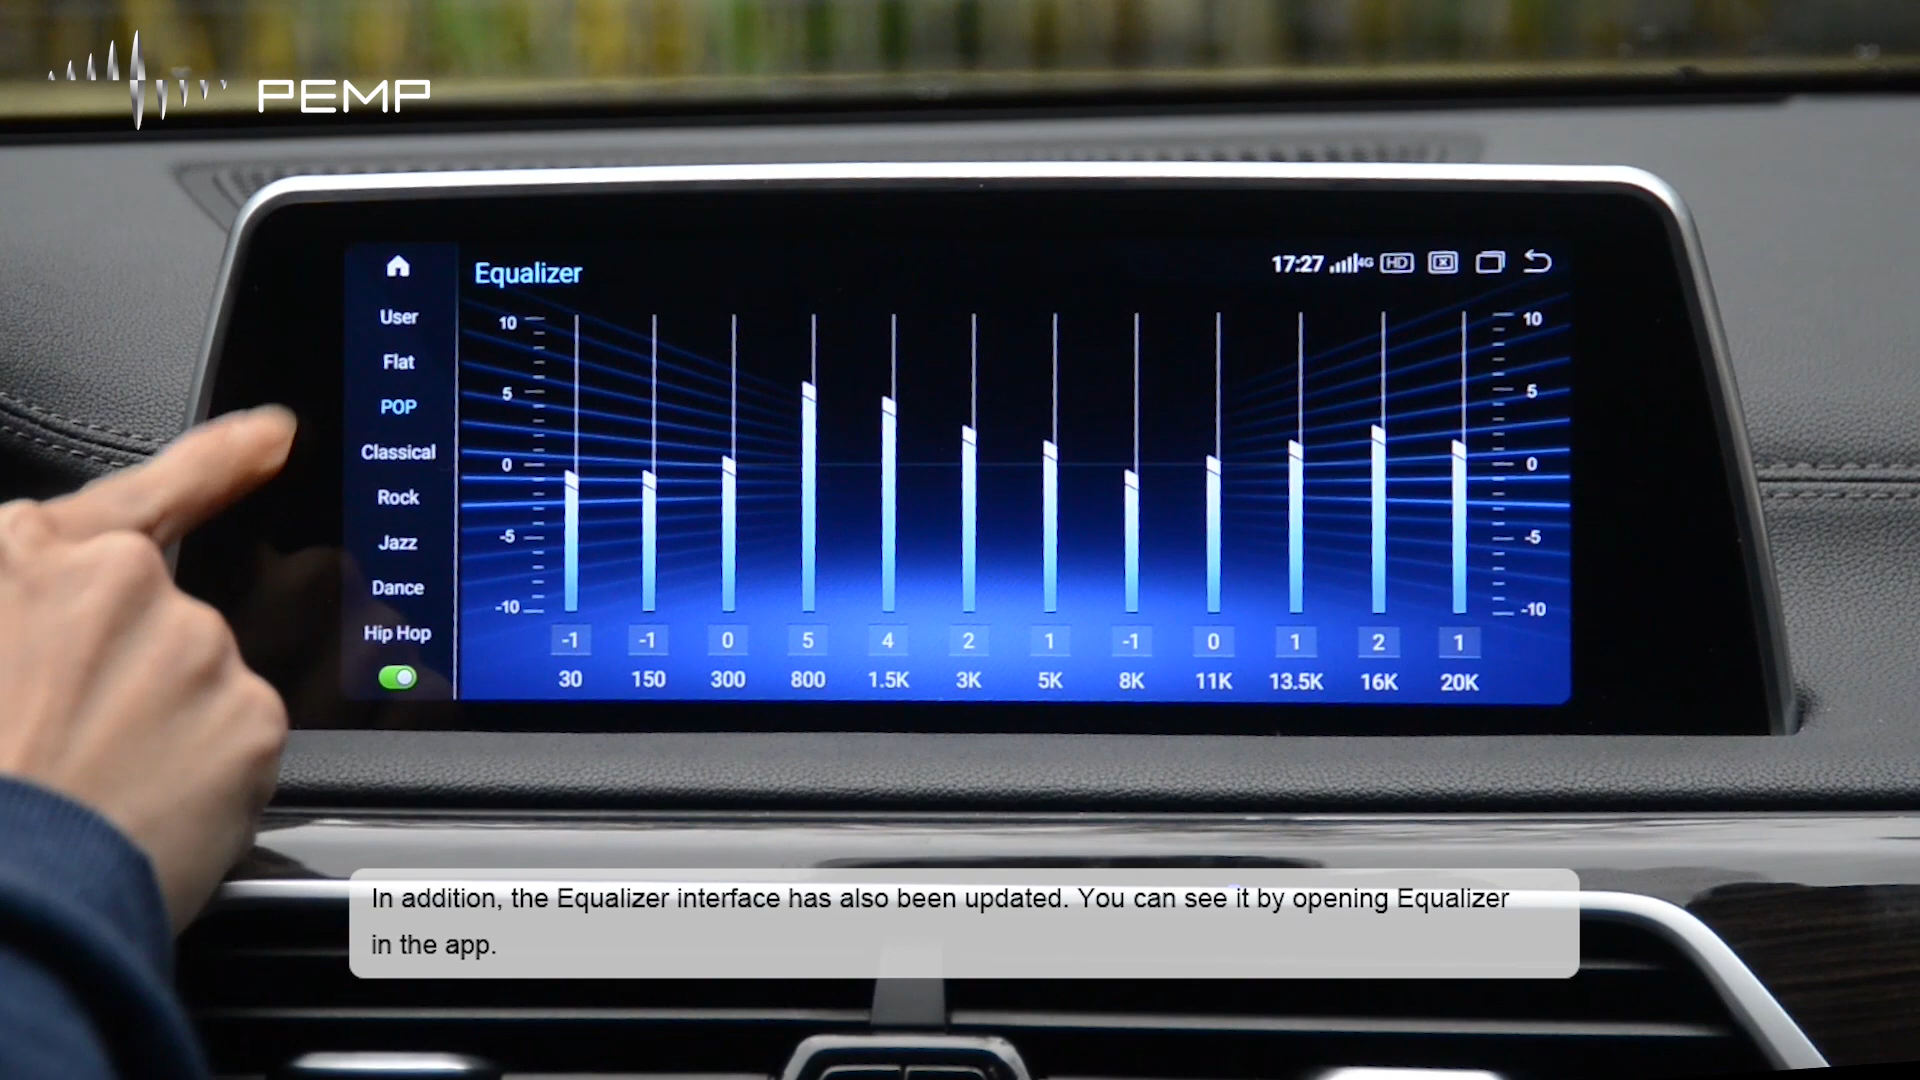 PEMP
Equalizer
17:27 4G HD
User
Flat
POP
Classical
Rock
Jazz
Dance
Hip Hop
10 10
5 5
0 0
-5 -5
-10 -10
-1 -1 0 5 4 2 1 -1 0 1 2 1
30 150 300 800 1.5K 3K 5K 8K 11K 13.5K 16K 20K
In addition, the Equalizer interface has also been updated. You can see it by opening Equalizer
in the app.